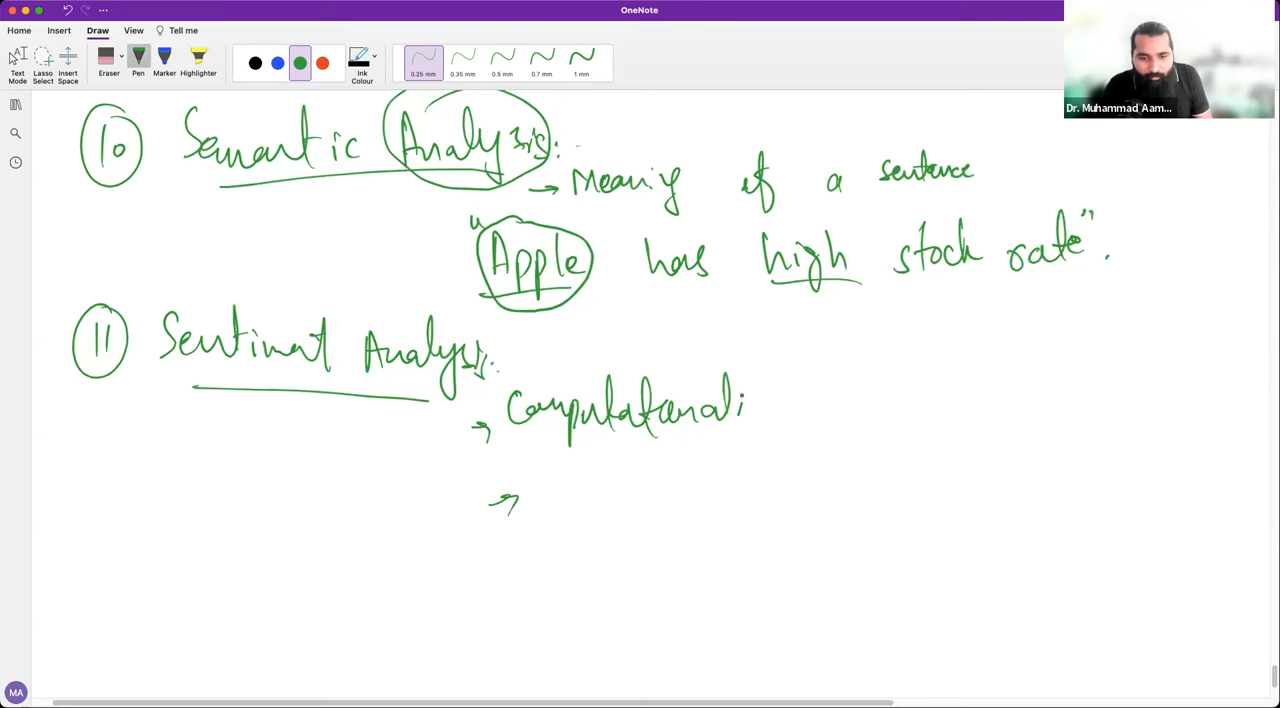 OneNote
Home Insert Draw View Tell me
Text Mode Lasso Select Insert Space Eraser Pen Marker Highlighter Ink Colour 0.25 mm 0.35 mm 0.5 mm 0.7 mm 1 mm
Dr. Muhammad Aam...
10 Semantic Analysis:
→ Meaning of a sentence
"Apple has high stock rate".
11 Sentiment Analysis:
→ Computational
→
MA